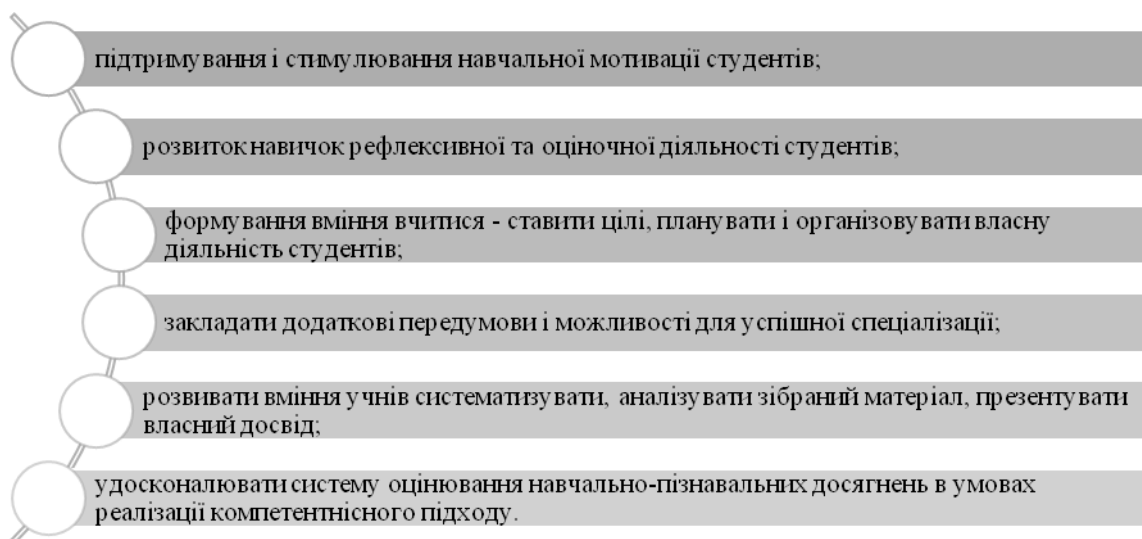 підтримування і стимулювання навчальної мотивації студентів;
розвиток навичок рефлексивної та оціночної діяльності студентів;
формування вміння вчитися - ставити цілі, планувати і організовувати власну
діяльність студентів;
закладати додаткові передумови і можливості для успішної спеціалізації;
розвивати вміння учнів систематизувати, аналізувати зібраний матеріал, презентувати
власний досвід;
удосконалювати систему оцінювання навчально-пізнавальних досягнень в умовах
реалізації компетентнісного підходу.